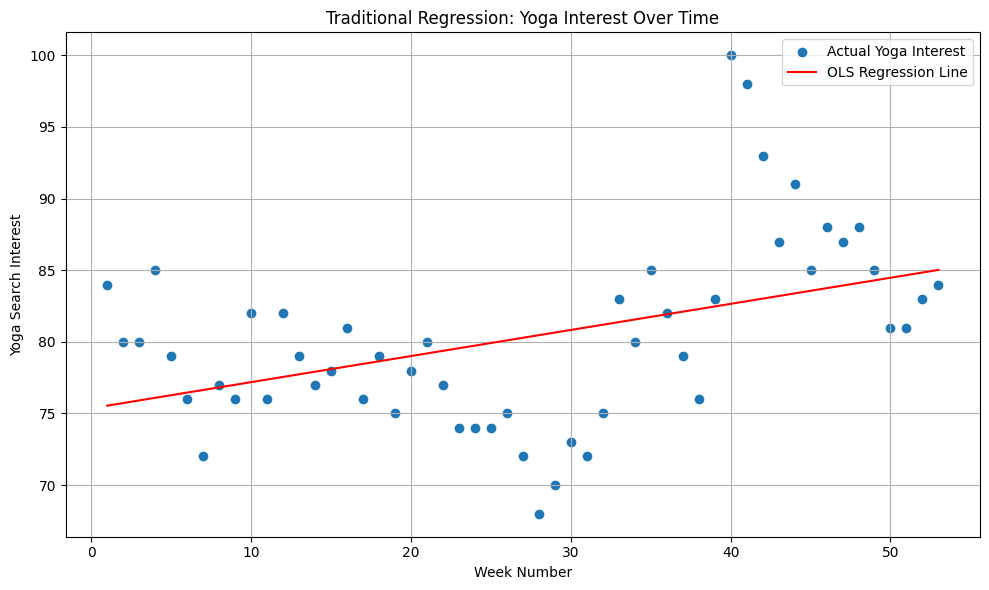 Traditional Regression: Yoga Interest Over Time
Actual Yoga Interest
OLS Regression Line
Yoga Search Interest
100
95
90
85
80
75
70
0 10 20 30 40 50
Week Number